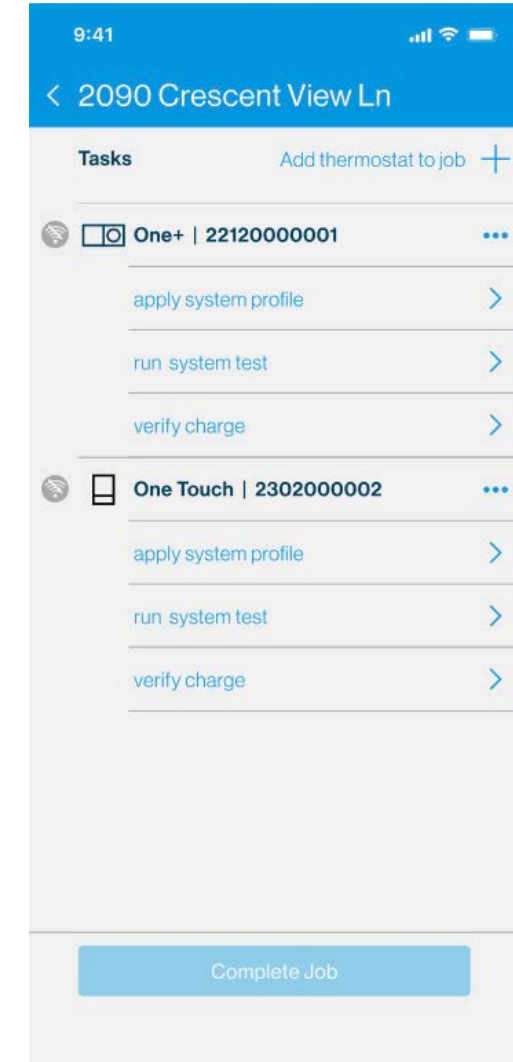 9:41
2090 Crescent View Ln
Tasks Add thermostat to job
One+ | 22120000001
apply system profile
run system test
verify charge
One Touch | 2302000002
apply system profile
run system test
verify charge
Complete Job